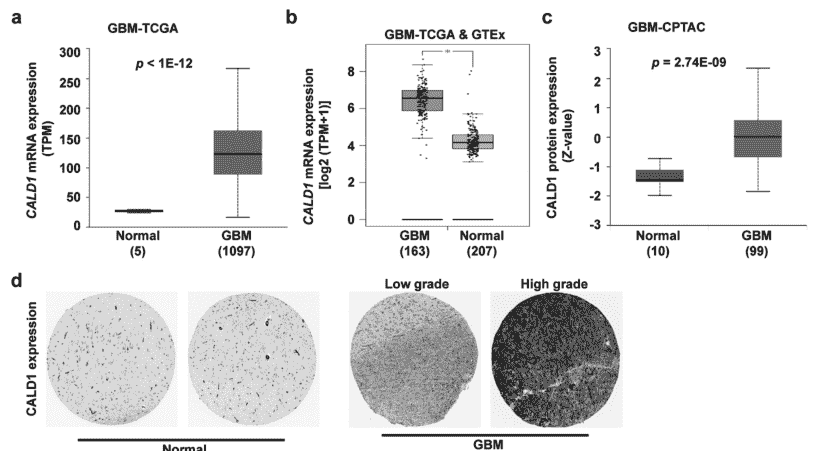 a
GBM-TCGA
300
250
200
150
100
50
0
CALD1 mRNA expression
(TPM)
p < 1E-12
Normal
(5)
GBM
(1097)
b
GBM-TCGA & GTEx
8
6
4
2
0
CALD1 mRNA expression
[log2 (TPM+1)]
*
GBM
(163)
Normal
(207)
c
GBM-CPTAC
3
2
1
0
-1
-2
-3
CALD1 protein expression
(Z-value)
p = 2.74E-09
Normal
(10)
GBM
(99)
d
CALD1 expression
Low grade
High grade
Normal
GBM